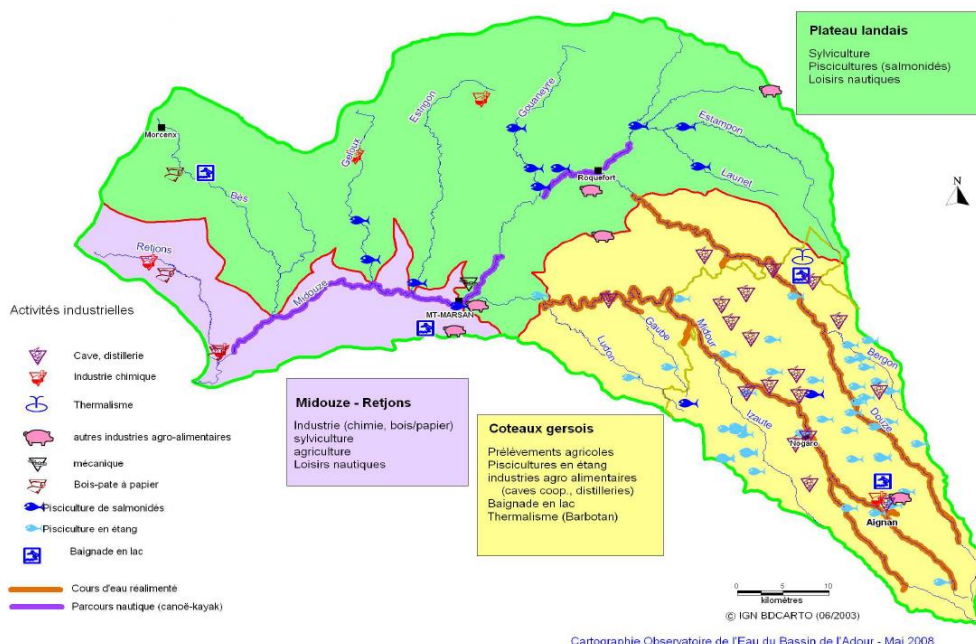 Plateau landais
Sylviculture
Piscicultures (salmonidés)
Loisirs nautiques
Morcenx
Bès
Geloux
Estrigon
Gouaneyre
Estampon
Launet
Roquefort
N
Retjons
Midouze
MT-MARSAN
Ludon
Gaube
Midour
Izaute
Bergon
Douze
Nogaro
Aignan
Activités industrielles
Cave, distillerie
Industrie chimique
Thermalisme
autres industries agro-alimentaires
mécanique
Bois-pate à papier
Pisciculture de salmonidés
Pisciculture en étang
Baignade en lac
Cours d'eau réalimenté
Parcours nautique (canoë-kayak)
Midouze - Retjons
Industrie (chimie, bois/papier)
sylviculture
agriculture
Loisirs nautiques
Coteaux gersois
Prélèvements agricoles
Piscicultures en étang
industries agro alimentaires
(caves coop., distilleries)
Baignade en lac
Thermalisme (Barbotan)
0 5 10
kilomètres
© IGN BDCARTO (06/2003)
Cartographie Observatoire de l'Eau du Bassin de l'Adour - Mai 2008